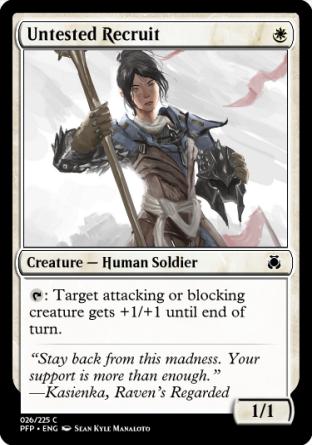 Untested Recruit
Creature — Human Soldier
: Target attacking or blocking
creature gets +1/+1 until end
of turn.
"Stay back from this madness. Your
support is more than enough."
—Kasienka, Raven's Regarded
1/1
026/225 C
PFP • ENG Sean Kyle Manaloto